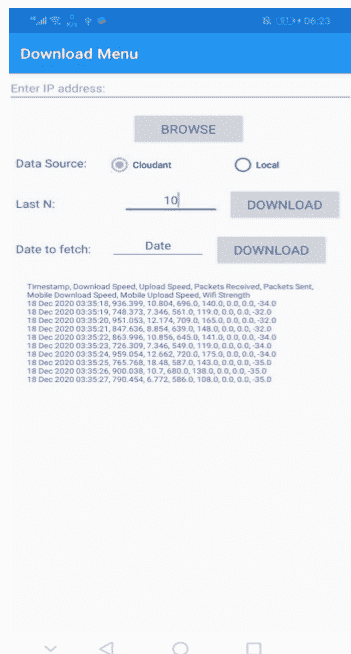 06:23
Download Menu
Enter IP address:
BROWSE
Data Source: Cloudant Local
Last N: 10 DOWNLOAD
Date to fetch: Date DOWNLOAD
Timestamp, Download Speed, Upload Speed, Packets Received, Packets Sent,
Mobile Download Speed, Mobile Upload Speed, Wifi Strength
18 Dec 2020 03:35:18, 936.399, 10.804, 696.0, 140.0, 0.0, 0.0, -34.0
18 Dec 2020 03:35:19, 748.373, 7.346, 561.0, 119.0, 0.0, 0.0, -32.0
18 Dec 2020 03:35:20, 951.053, 12.174, 709.0, 165.0, 0.0, 0.0, -32.0
18 Dec 2020 03:35:21, 847.636, 8.854, 639.0, 148.0, 0.0, 0.0, -32.0
18 Dec 2020 03:35:22, 863.996, 10.856, 645.0, 141.0, 0.0, 0.0, -34.0
18 Dec 2020 03:35:23, 726.309, 7.346, 549.0, 119.0, 0.0, 0.0, -34.0
18 Dec 2020 03:35:24, 959.054, 12.662, 720.0, 175.0, 0.0, 0.0, -34.0
18 Dec 2020 03:35:25, 765.768, 18.48, 587.0, 143.0, 0.0, 0.0, -35.0
18 Dec 2020 03:35:26, 900.038, 10.7, 680.0, 138.0, 0.0, 0.0, -35.0
18 Dec 2020 03:35:27, 790.454, 6.772, 586.0, 108.0, 0.0, 0.0, -35.0